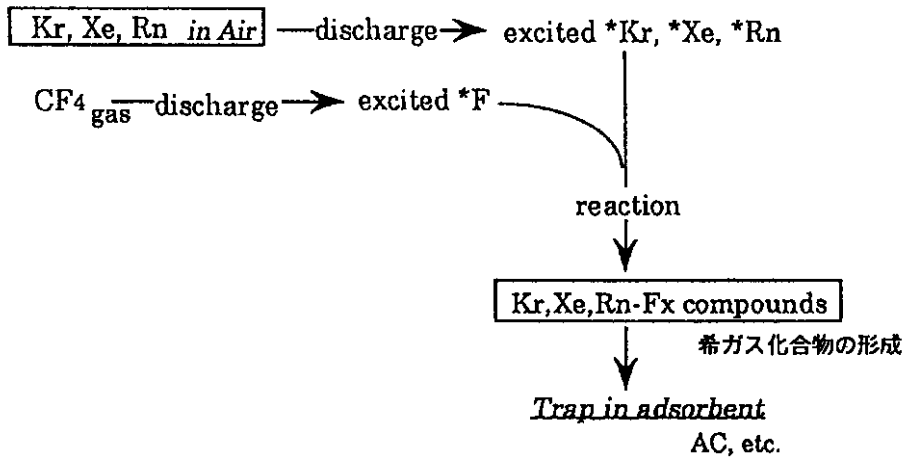 Kr, Xe, Rn in Air discharge excited *Kr, *Xe, *Rn
CF4 gas discharge excited *F
reaction
Kr,Xe,Rn-Fx compounds
希ガス化合物の形成
Trap in adsorbent
AC, etc.